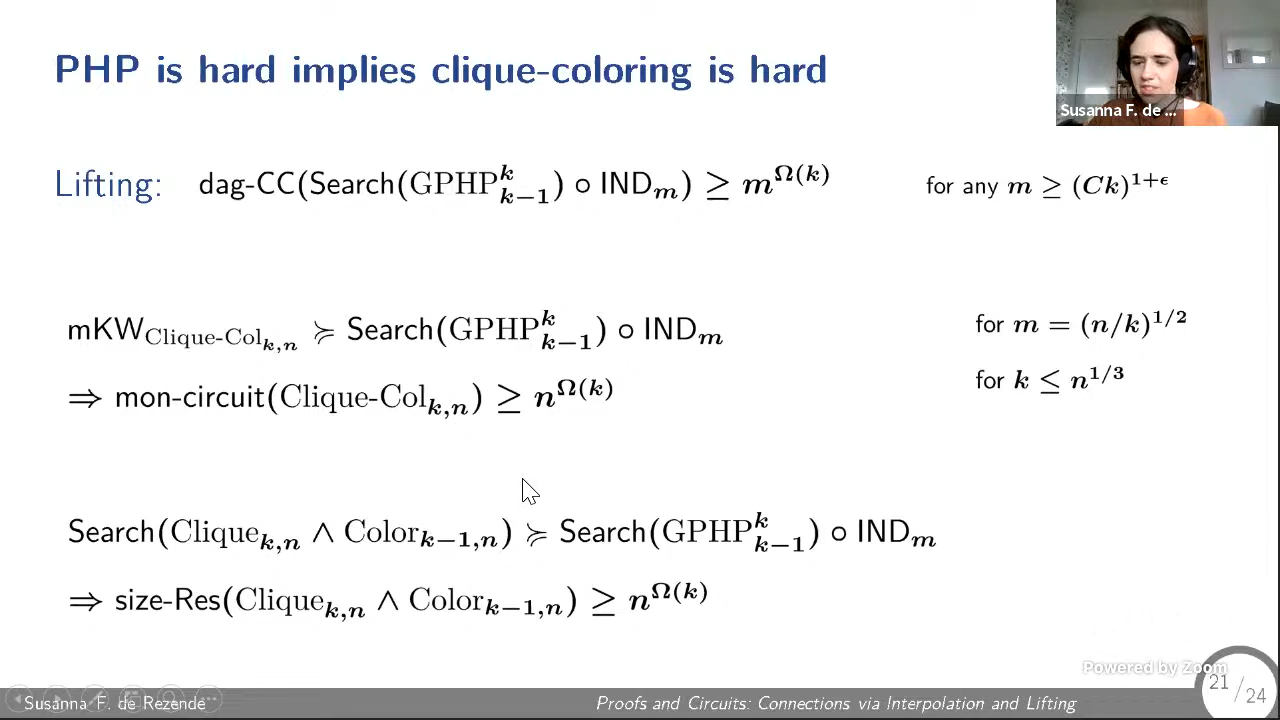 PHP is hard implies clique-coloring is hard
Susanna F. de ...
Lifting: dag-CC(Search(GPHP^k_{k−1}) ∘ IND_m) ≥ m^{Ω(k)} for any m ≥ (Ck)^{1+ϵ}
mKW_{Clique-Col_{k,n}} ≽ Search(GPHP^k_{k−1}) ∘ IND_m for m = (n/k)^{1/2}
⇒ mon-circuit(Clique-Col_{k,n}) ≥ n^{Ω(k)} for k ≤ n^{1/3}
Search(Clique_{k,n} ∧ Color_{k−1,n}) ≽ Search(GPHP^k_{k−1}) ∘ IND_m
⇒ size-Res(Clique_{k,n} ∧ Color_{k−1,n}) ≥ n^{Ω(k)}
Powered by Zoom
Susanna F. de Rezende Proofs and Circuits: Connections via Interpolation and Lifting 21/24